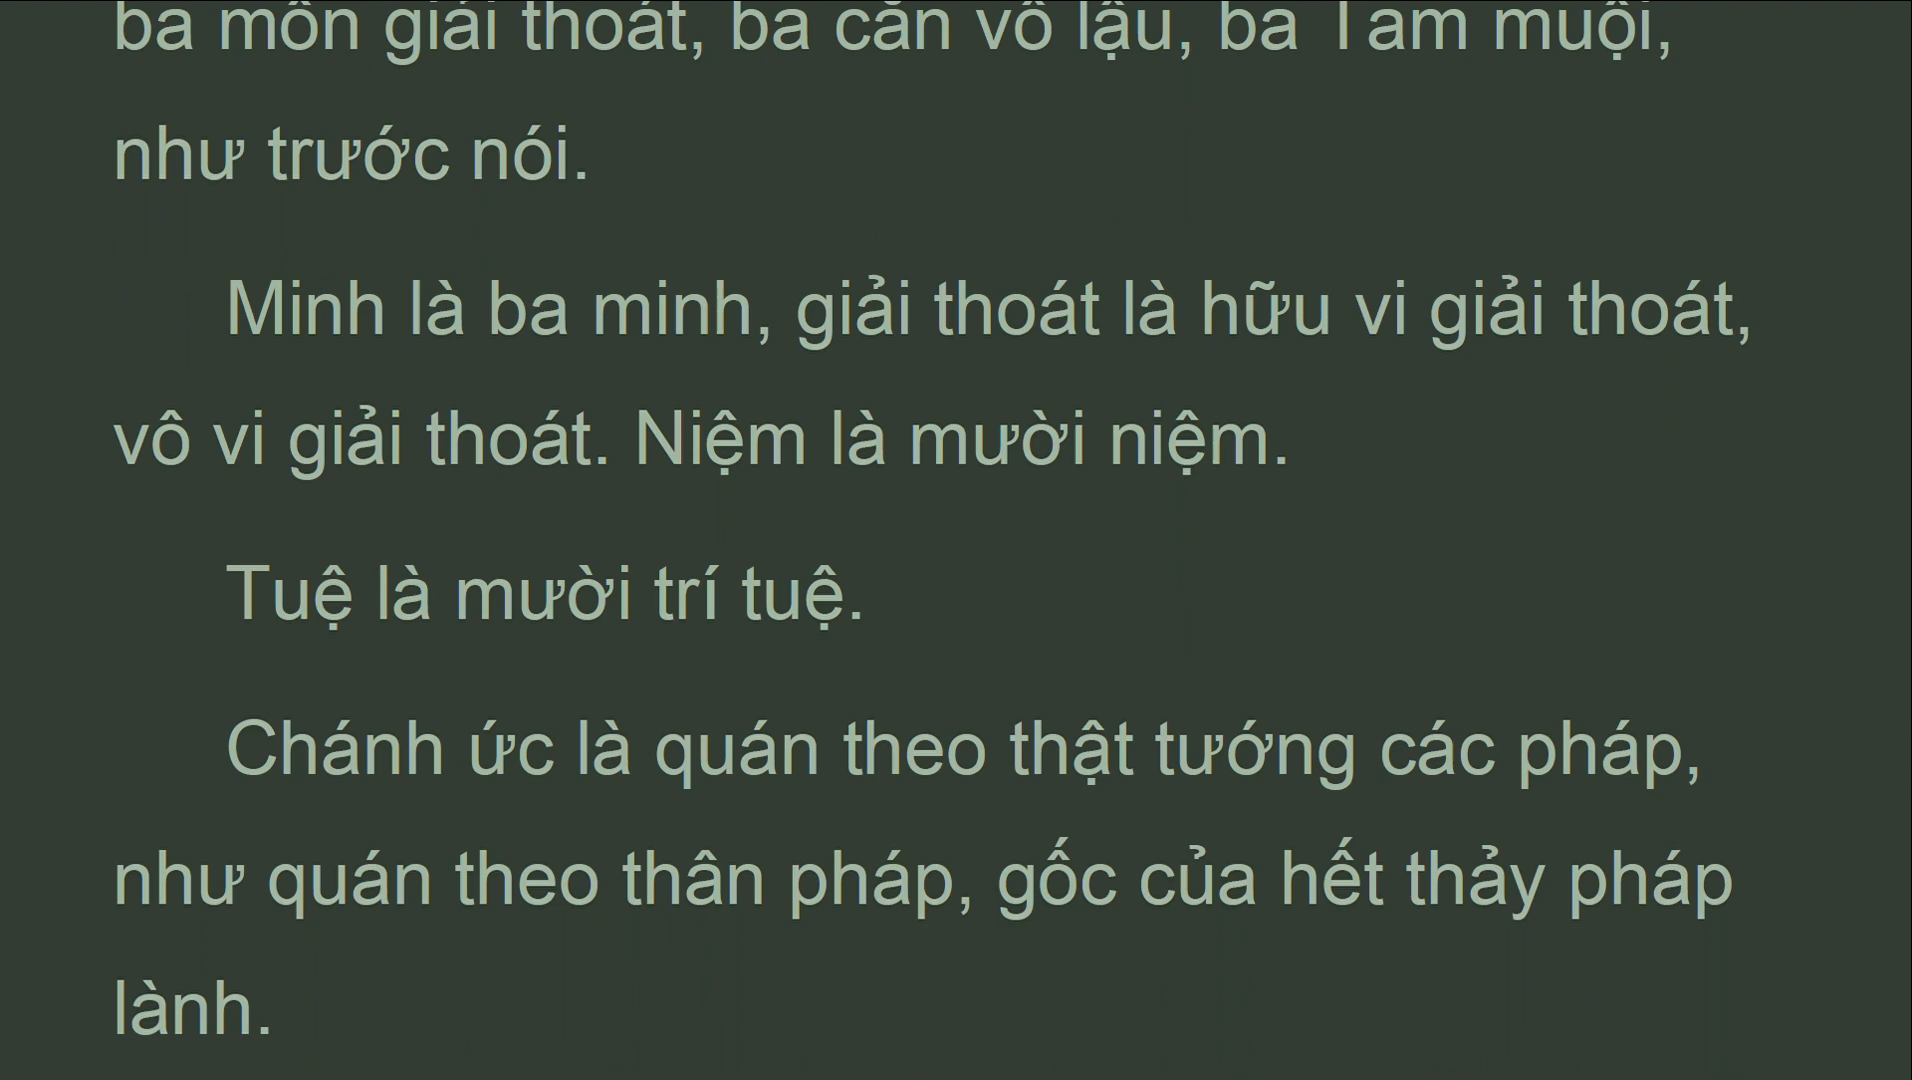 ba môn giải thoát, ba căn vô lậu, ba Tam muội,
như trước nói.
Minh là ba minh, giải thoát là hữu vi giải thoát,
vô vi giải thoát. Niệm là mười niệm.
Tuệ là mười trí tuệ.
Chánh ức là quán theo thật tướng các pháp,
như quán theo thân pháp, gốc của hết thảy pháp
lành.